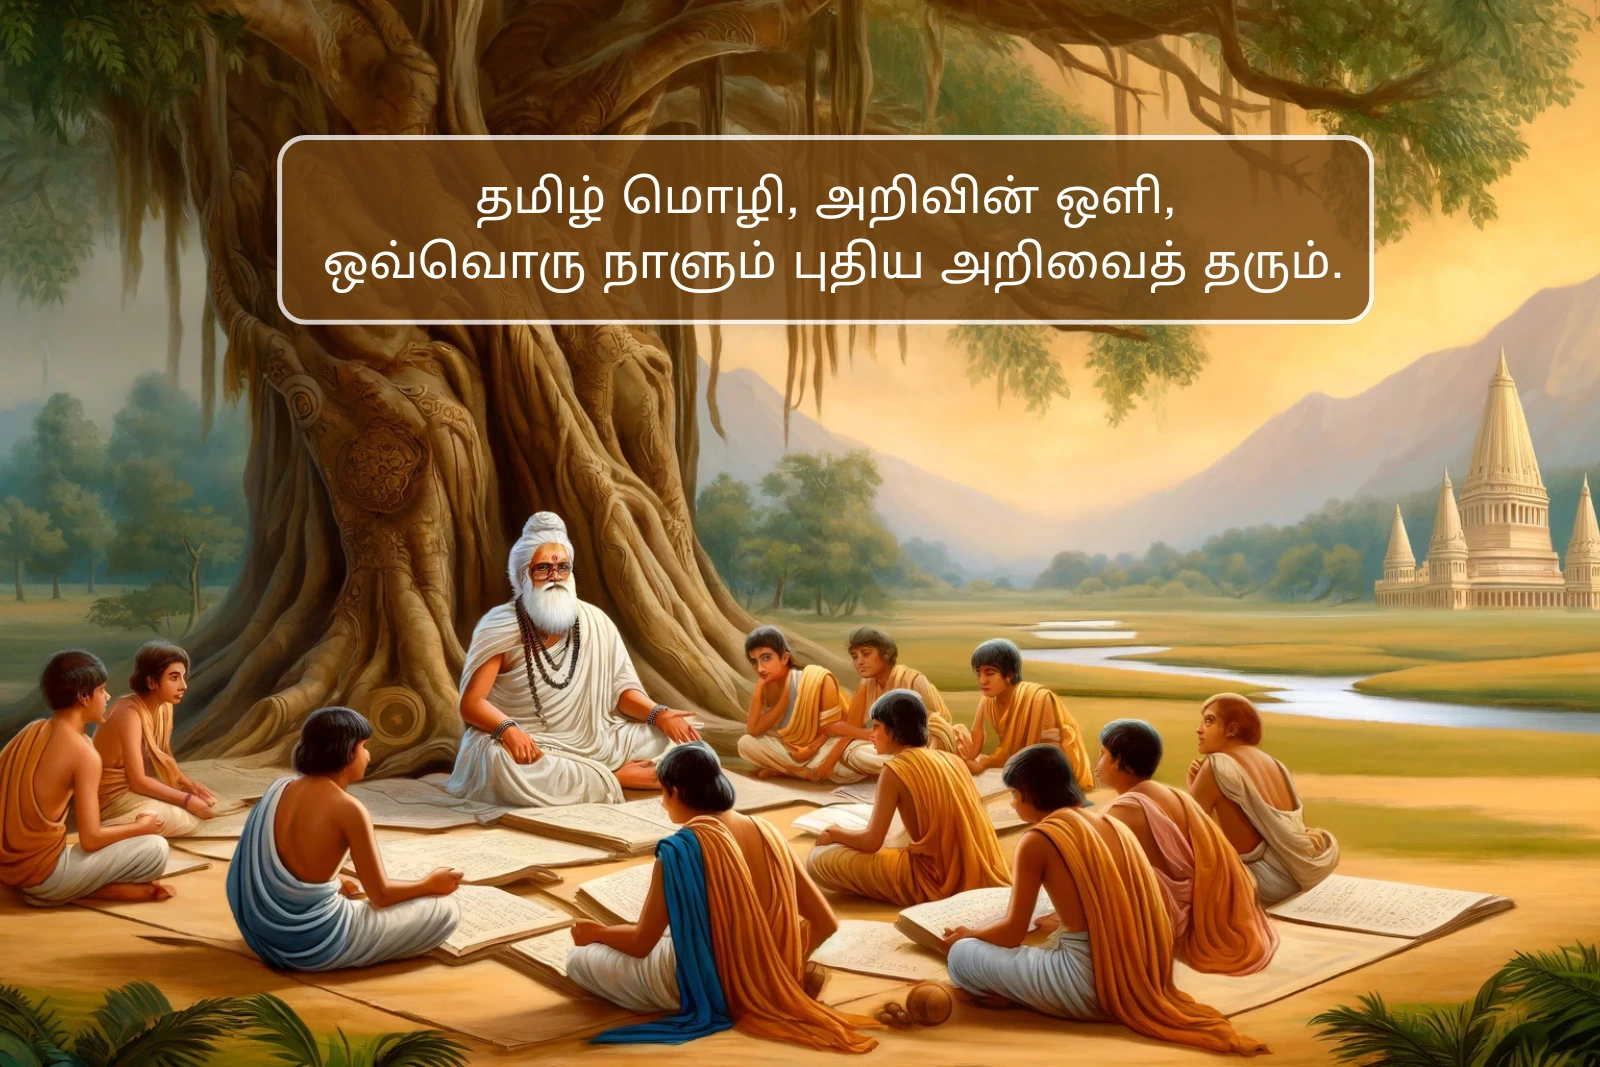 தமிழ் மொழி, அறிவின் ஒளி,
ஒவ்வொரு நாளும் புதிய அறிவைத் தரும்.